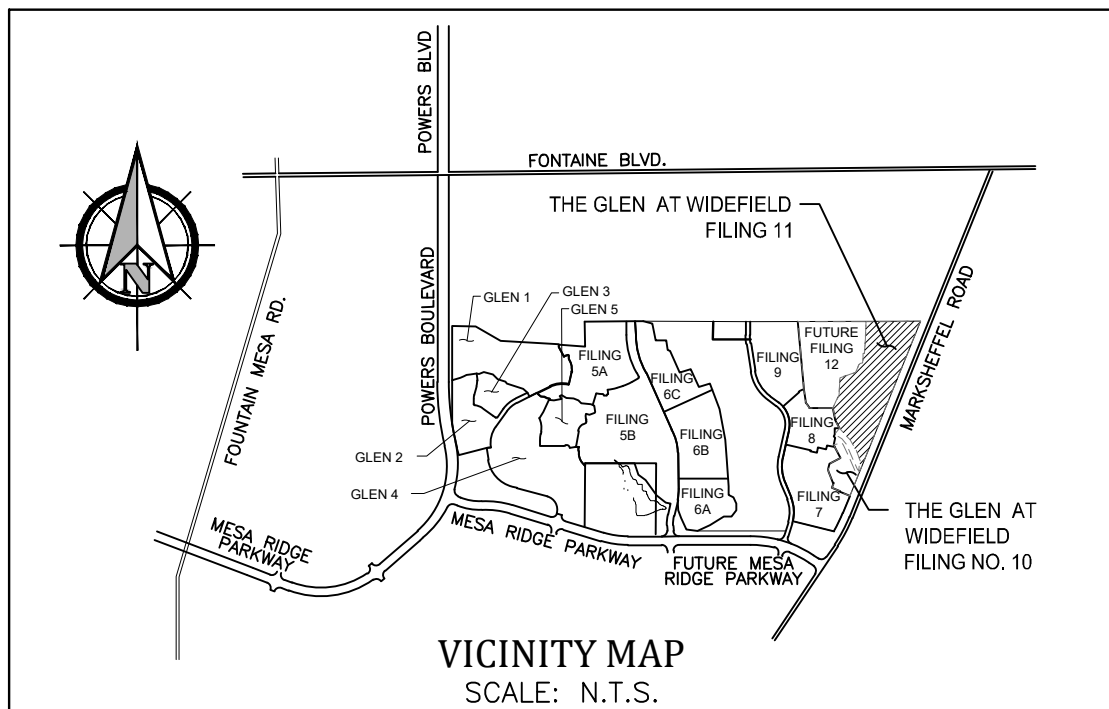 POWERS BLVD
FONTAINE BLVD.
THE GLEN AT WIDEFIELD
FILING 11
N
FOUNTAIN MESA RD.
POWERS BOULEVARD
MARKSHEFFEL ROAD
GLEN 1
GLEN 3
GLEN 5
FILING
5A
FILING
6C
FILING
9
FUTURE
FILING
12
FILING
5B
FILING
6B
FILING
8
GLEN 2
GLEN 4
FILING
6A
FILING
7
THE GLEN AT
WIDEFIELD
FILING NO. 10
MESA RIDGE
PARKWAY
MESA RIDGE PARKWAY
FUTURE MESA
RIDGE PARKWAY
VICINITY MAP
SCALE: N.T.S.